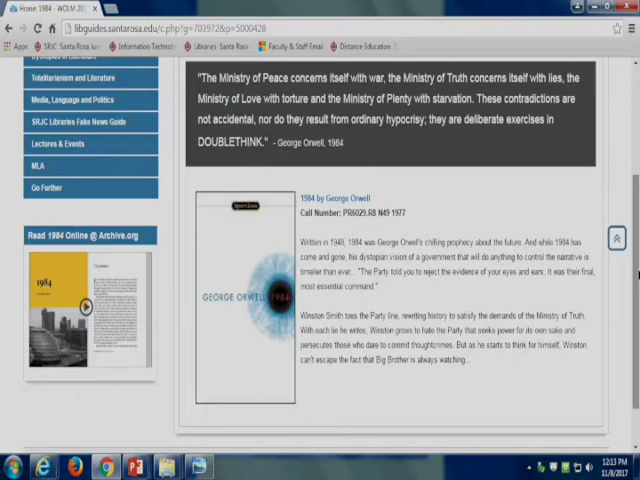 Home: 1984 - WOLM
libguides.santarosa.edu/c.php?g=703972&p=5000428
Apps
SRJC: Santa Rosa Juni
Information Technolog
Libraries: Santa Rosa
Faculty & Staff Email
Distance Education
Totalitarianism and Literature
Media, Language and Politics
SRJC Libraries Fake News Guide
Lectures & Events
MLA
Go Further
Read 1984 Online @ Archive.org
1984
"The Ministry of Peace concerns itself with war, the Ministry of Truth concerns itself with lies, the
Ministry of Love with torture and the Ministry of Plenty with starvation. These contradictions are
not accidental, nor do they result from ordinary hypocrisy; they are deliberate exercises in
DOUBLETHINK." - George Orwell, 1984
GEORGE ORWELL 1984
1984 by George Orwell
Call Number: PR6029.R8 N49 1977
Written in 1948, 1984 was George Orwell's chilling prophecy about the future. And while 1984 has
come and gone, his dystopian vision of a government that will do anything to control the narrative is
timelier than ever... "The Party told you to reject the evidence of your eyes and ears. It was their final,
most essential command."
Winston Smith toes the Party line, rewriting history to satisfy the demands of the Ministry of Truth.
With each lie he writes, Winston grows to hate the Party that seeks power for its own sake and
persecutes those who dare to commit thoughtcrimes. But as he starts to think for himself, Winston
can't escape the fact that Big Brother is always watching...
12:13 PM
11/8/2017